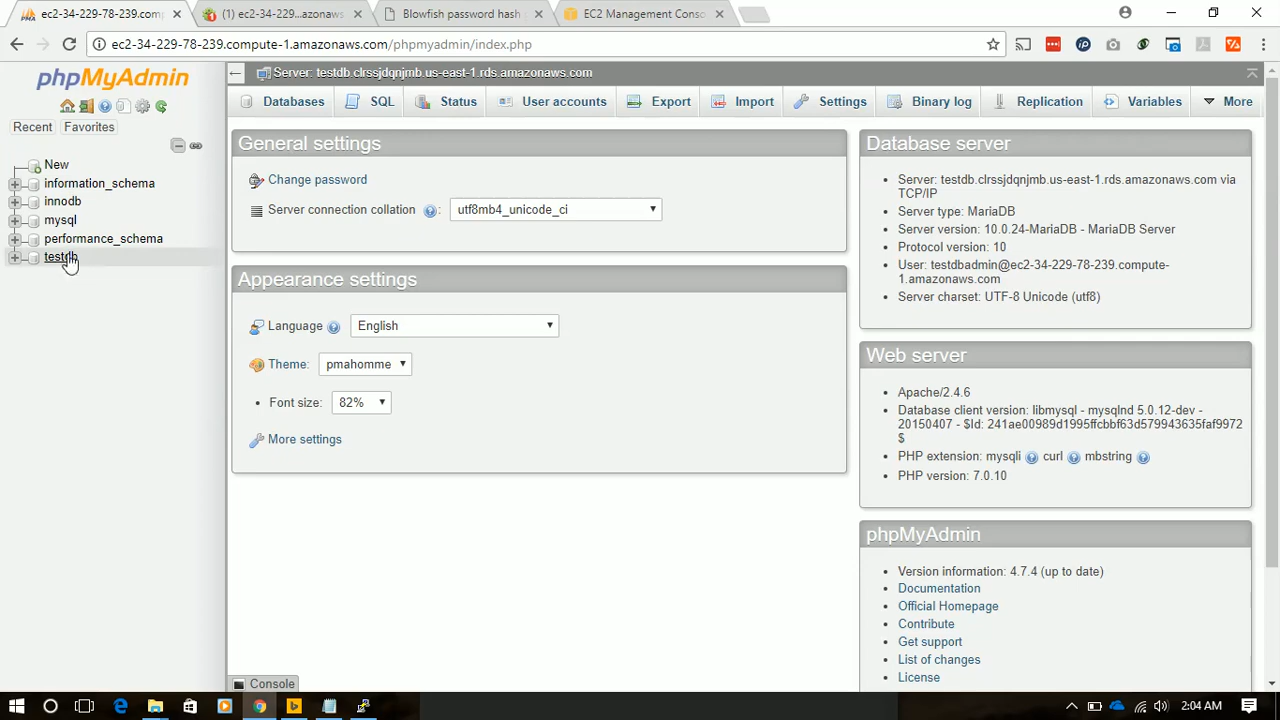 ec2-34-229-78-239.comp
(1) ec2-34-229...azonaws
Blowfish password hash
EC2 Management Conso
ec2-34-229-78-239.compute-1.amazonaws.com/phpmyadmin/index.php
phpMyAdmin
Recent
Favorites
New
information_schema
innodb
mysql
performance_schema
testdb
Server: testdb clrssjdqnjmb.us-east-1.rds.amazonaws.com
Databases
SQL
Status
User accounts
Export
Import
Settings
Binary log
Replication
Variables
More
General settings
Change password
Server connection collation
utf8mb4_unicode_ci
Appearance settings
Language
English
Theme:
pmahomme
• Font size:
82%
More settings
Database server
• Server: testdb clrssjdqnjmb.us-east-1.rds.amazonaws.com via
TCP/IP
• Server type: MariaDB
• Server version: 10.0.24-MariaDB - MariaDB Server
• Protocol version: 10
• User: testdbadmin@ec2-34-229-78-239.compute-
1.amazonaws.com
• Server charset: UTF-8 Unicode (utf8)
Web server
• Apache/2.4.6
• Database client version: libmysql - mysqlnd 5.0.12-dev -
20150407 - $Id: 241ae00989d1995ffcbbf63d579943635faf9972
$
• PHP extension: mysqli curl mbstring
• PHP version: 7.0.10
phpMyAdmin
• Version information: 4.7.4 (up to date)
• Documentation
• Official Homepage
• Contribute
• Get support
• List of changes
• License
Console
2:04 AM